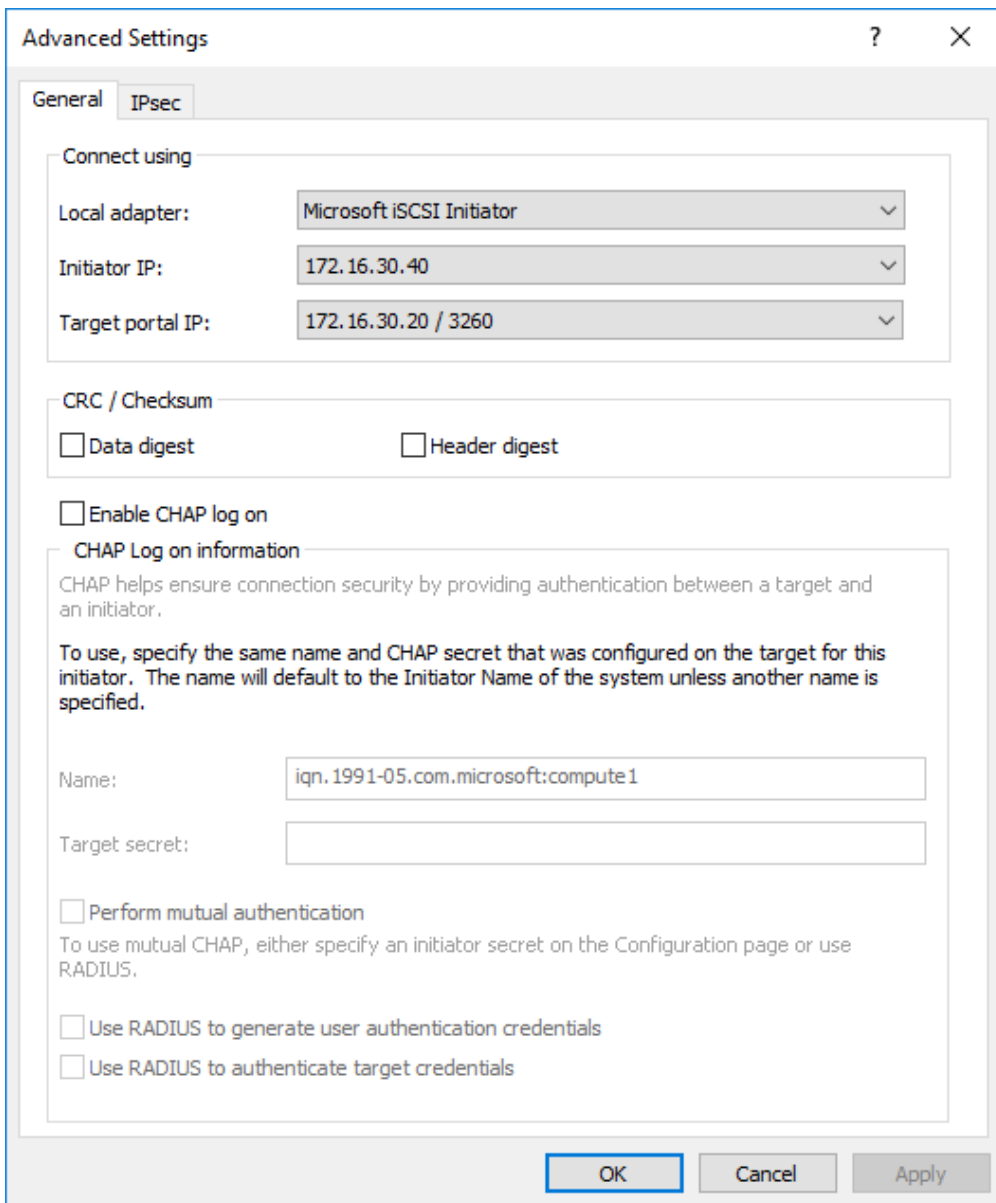 Advanced Settings
?
General
IPsec
Connect using
Local adapter:
Microsoft iSCSI Initiator
Initiator IP:
172.16.30.40
Target portal IP:
172.16.30.20 / 3260
CRC / Checksum
Data digest
Header digest
Enable CHAP log on
CHAP Log on information
CHAP helps ensure connection security by providing authentication between a target and
an initiator.
To use, specify the same name and CHAP secret that was configured on the target for this
initiator.  The name will default to the Initiator Name of the system unless another name is
specified.
Name:
iqn.1991-05.com.microsoft:compute1
Target secret:
Perform mutual authentication
To use mutual CHAP, either specify an initiator secret on the Configuration page or use
RADIUS.
Use RADIUS to generate user authentication credentials
Use RADIUS to authenticate target credentials
OK
Cancel
Apply